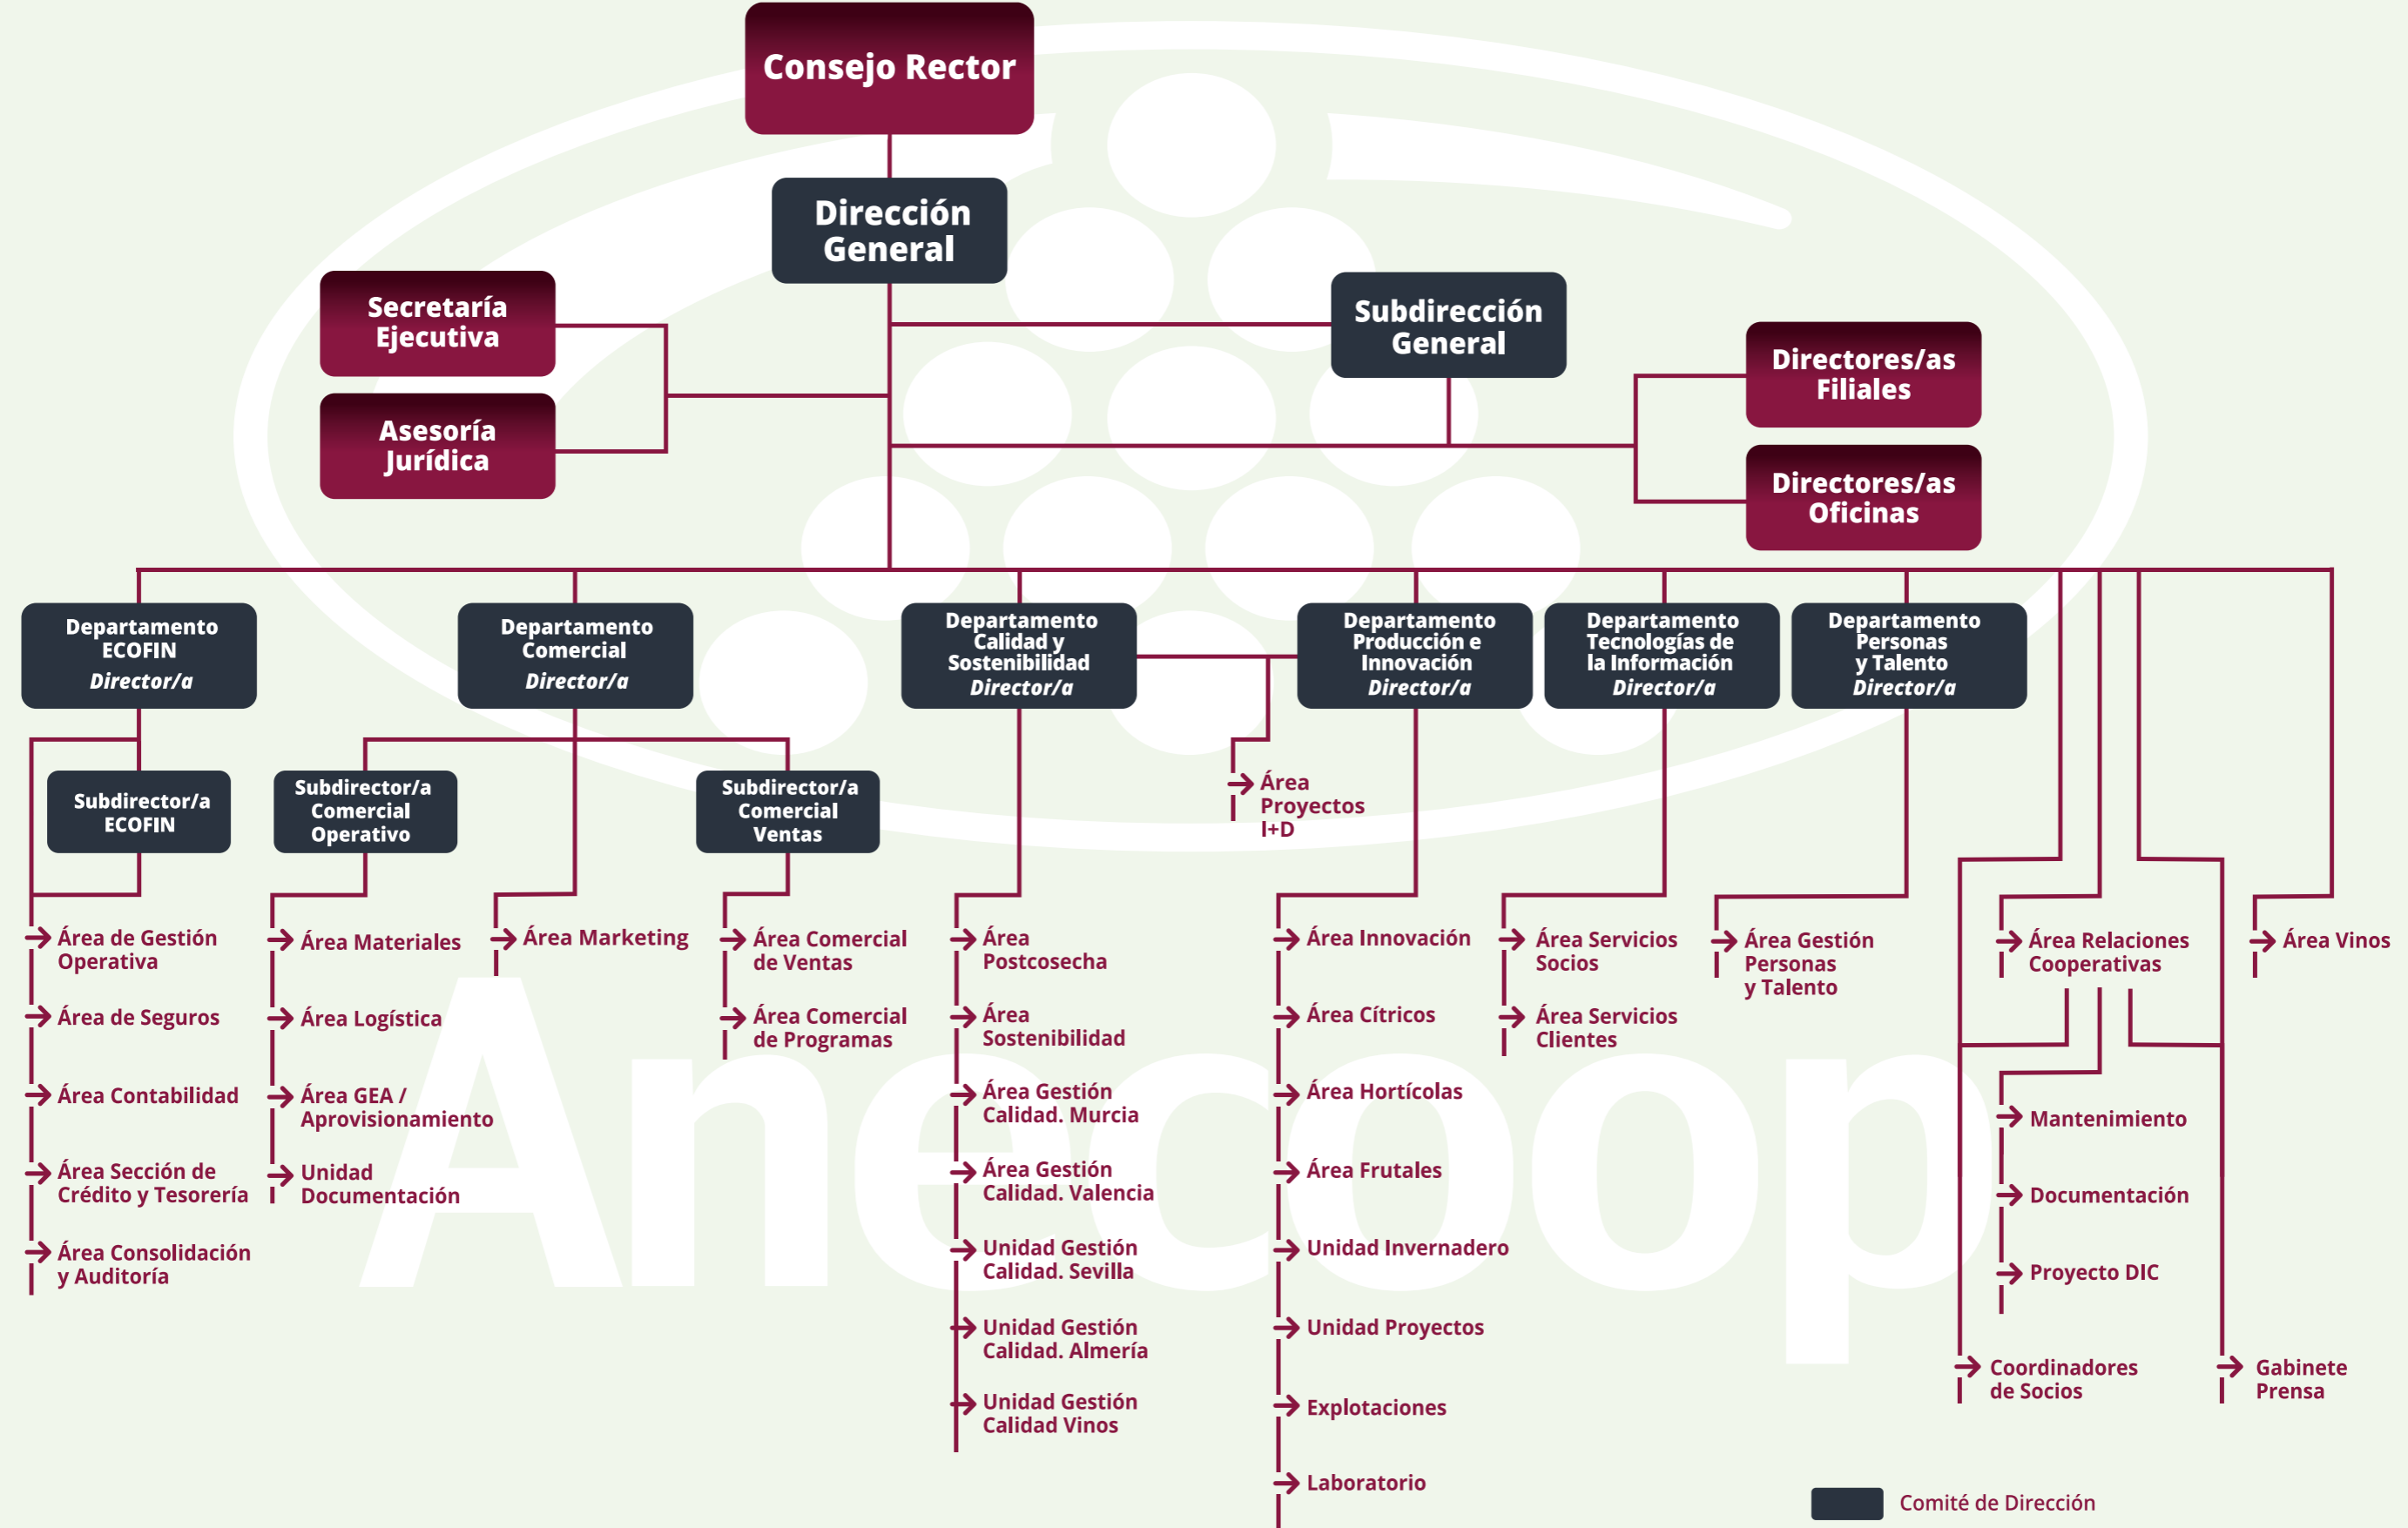 Consejo Rector
Dirección
General
Secretaría
Ejecutiva
Asesoría
Jurídica
Subdirección
General
Directores/as
Filiales
Directores/as
Oficinas
Departamento
ECOFIN
Director/a
Departamento
Comercial
Director/a
Departamento
Calidad y
Sostenibilidad
Director/a
Departamento
Producción e
Innovación
Director/a
Departamento
Tecnologías de
la Información
Director/a
Departamento
Personas
y Talento
Director/a
Subdirector/a
ECOFIN
Subdirector/a
Comercial
Operativo
Subdirector/a
Comercial
Ventas
Área
Proyectos
I+D
Área de Gestión
Operativa
Área de Seguros
Área Contabilidad
Área Sección de
Crédito y Tesorería
Área Consolidación
y Auditoría
Área Materiales
Área Logística
Área GEA /
Aprovisionamiento
Unidad
Documentación
Área Marketing
Área Comercial
de Ventas
Área Comercial
de Programas
Área
Postcosecha
Área
Sostenibilidad
Área Gestión
Calidad. Murcia
Área Gestión
Calidad. Valencia
Unidad Gestión
Calidad. Sevilla
Unidad Gestión
Calidad. Almería
Unidad Gestión
Calidad Vinos
Área Innovación
Área Cítricos
Área Hortícolas
Área Frutales
Unidad Invernadero
Unidad Proyectos
Explotaciones
Laboratorio
Área Servicios
Socios
Área Servicios
Clientes
Área Gestión
Personas
y Talento
Área Relaciones
Cooperativas
Mantenimiento
Documentación
Proyecto DIC
Coordinadores
de Socios
Gabinete
Prensa
Área Vinos
Anecoop
Comité de Dirección